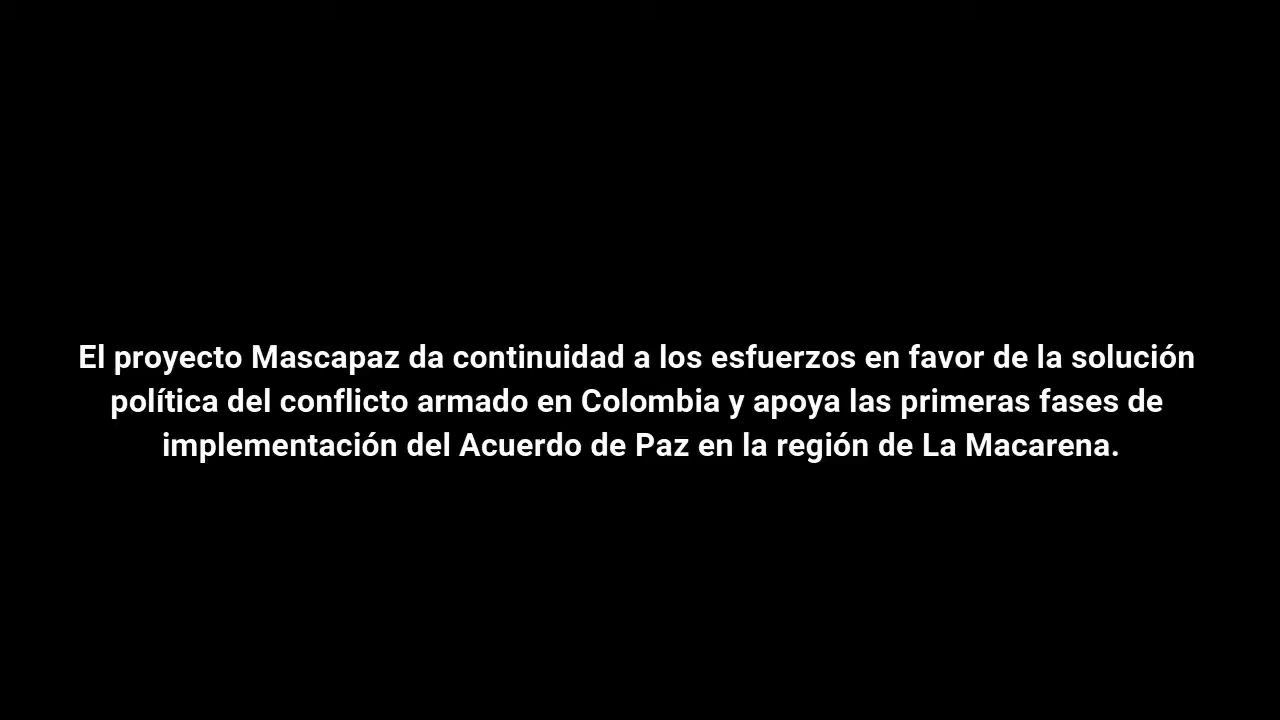 El proyecto Mascapaz da continuidad a los esfuerzos en favor de la solución
política del conflicto armado en Colombia y apoya las primeras fases de
implementación del Acuerdo de Paz en la región de La Macarena.